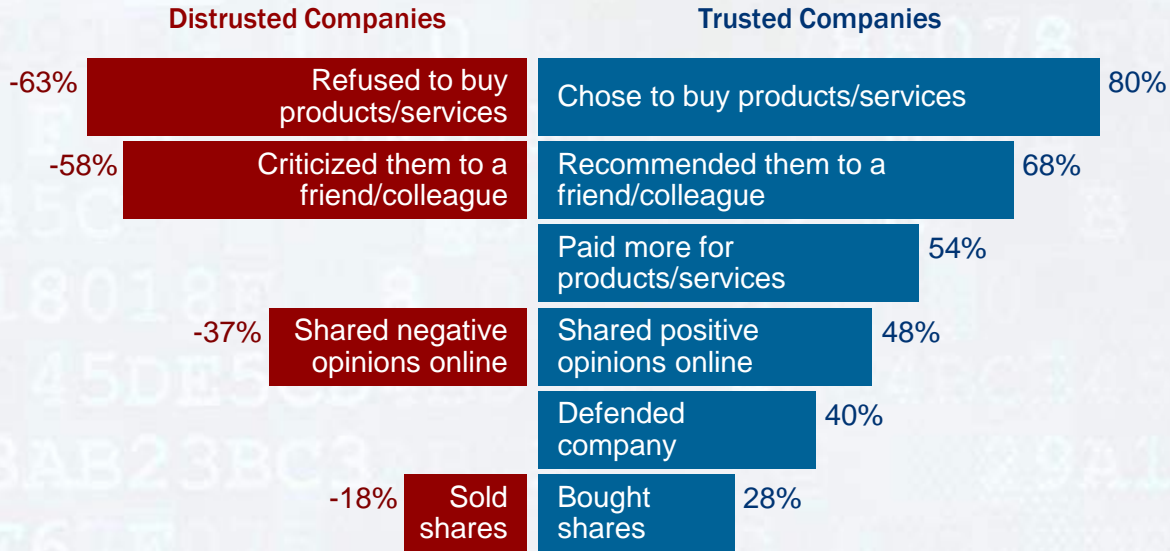 Distrusted Companies
Trusted Companies
-63%
Refused to buy
products/services
Chose to buy products/services
80%
-58%
Criticized them to a
friend/colleague
Recommended them to a
friend/colleague
68%
Paid more for
products/services
54%
-37%
Shared negative
opinions online
Shared positive
opinions online
48%
Defended
company
40%
-18%
Sold
shares
Bought
shares
28%